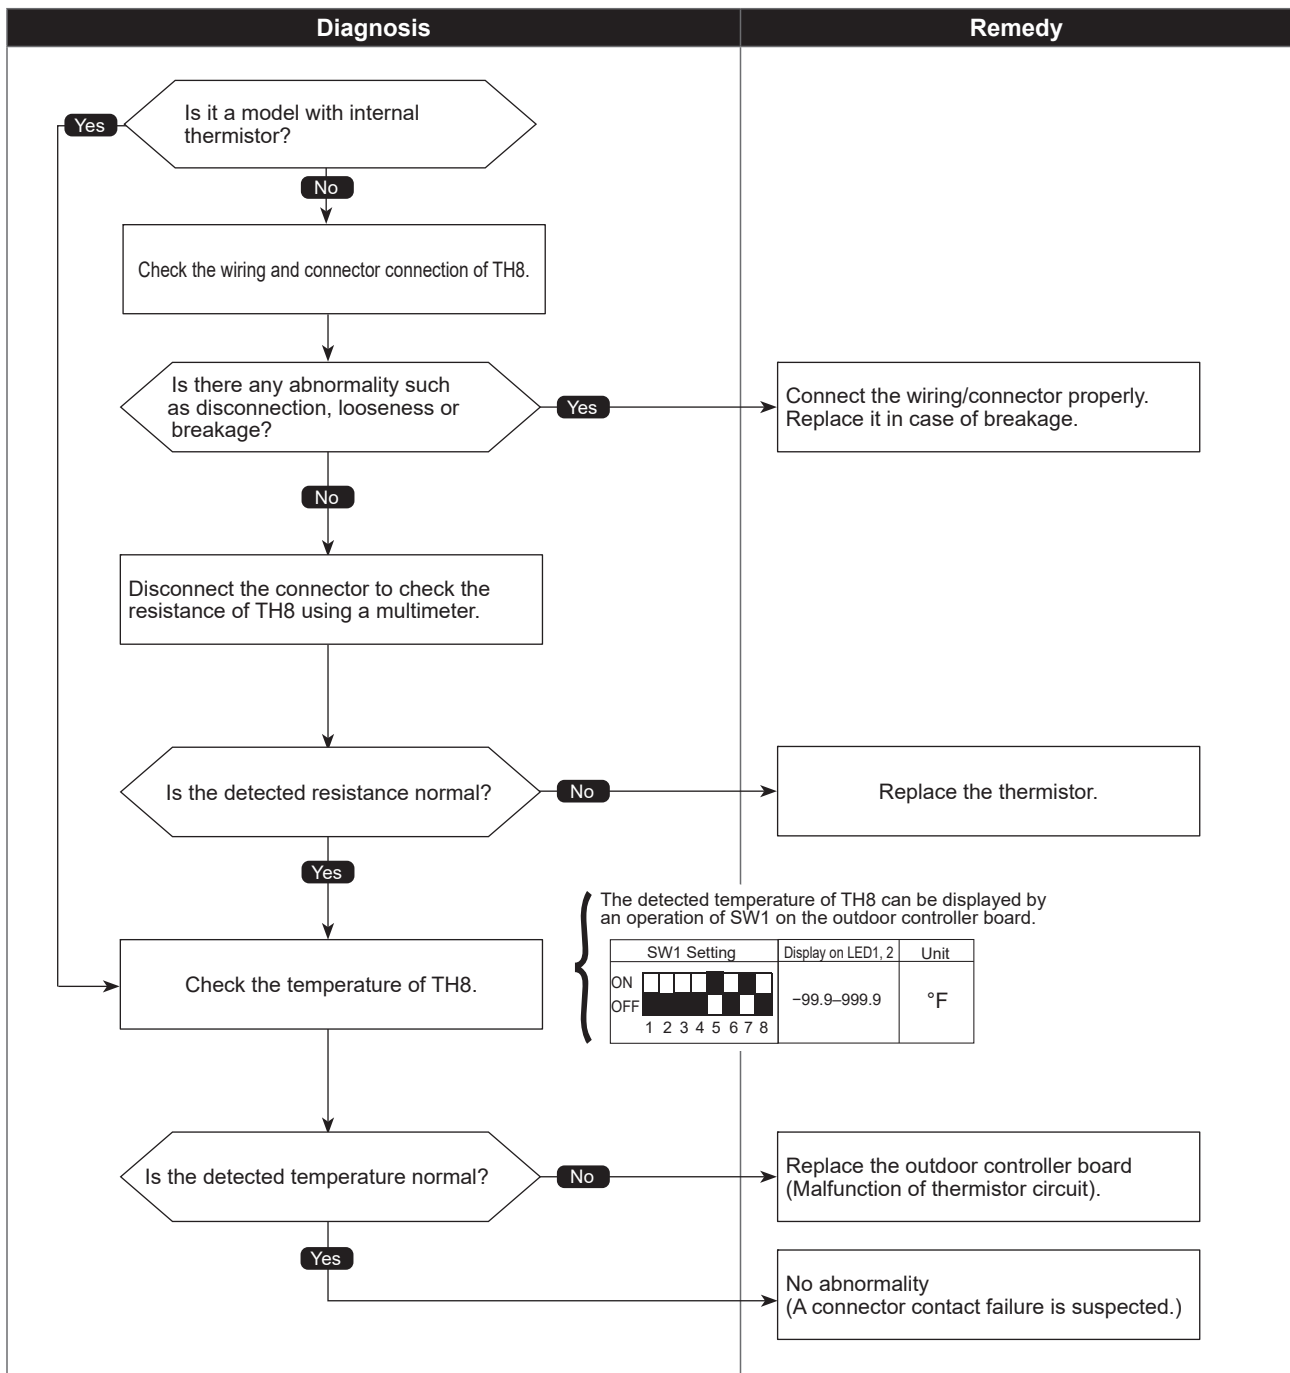 Diagnosis
Remedy
Is it a model with internal
thermistor?
Yes
No
Check the wiring and connector connection of TH8.
Is there any abnormality such
as disconnection, looseness or
breakage?
Yes
Connect the wiring/connector properly.
Replace it in case of breakage.
No
Disconnect the connector to check the
resistance of TH8 using a multimeter.
Is the detected resistance normal?
No
Replace the thermistor.
Yes
The detected temperature of TH8 can be displayed by
an operation of SW1 on the outdoor controller board.
SW1 Setting
Display on LED1, 2
Unit
ON
OFF
1 2 3 4 5 6 7 8
−99.9–999.9
°F
Check the temperature of TH8.
Is the detected temperature normal?
No
Replace the outdoor controller board
(Malfunction of thermistor circuit).
Yes
No abnormality
(A connector contact failure is suspected.)